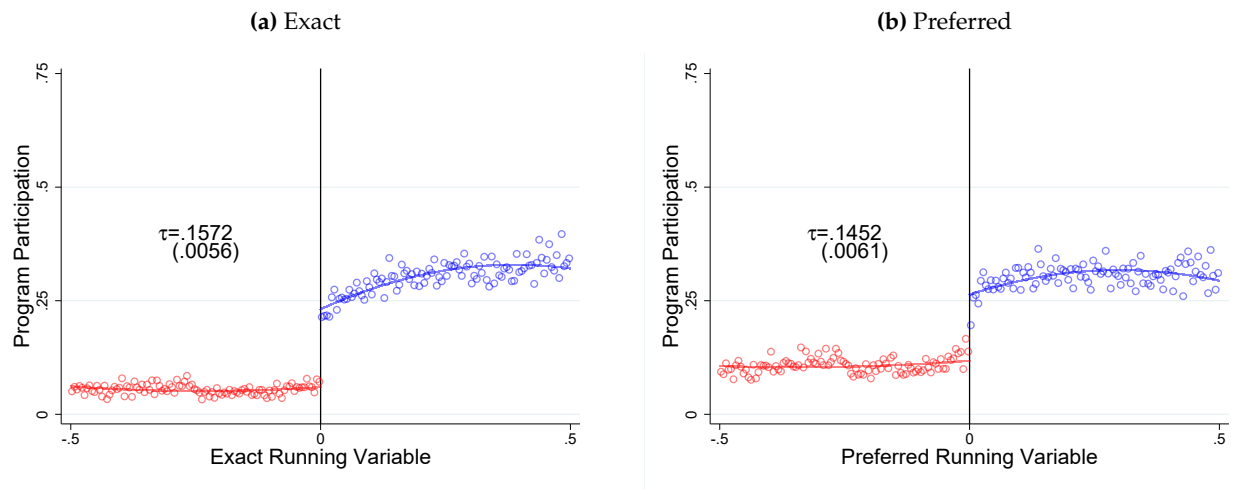 (a) Exact
.75
.5
.25
0
Program Participation
τ=.1572
(.0056)
-.5
0
.5
Exact Running Variable
(b) Preferred
.75
.5
.25
0
Program Participation
τ=.1452
(.0061)
-.5
0
.5
Preferred Running Variable